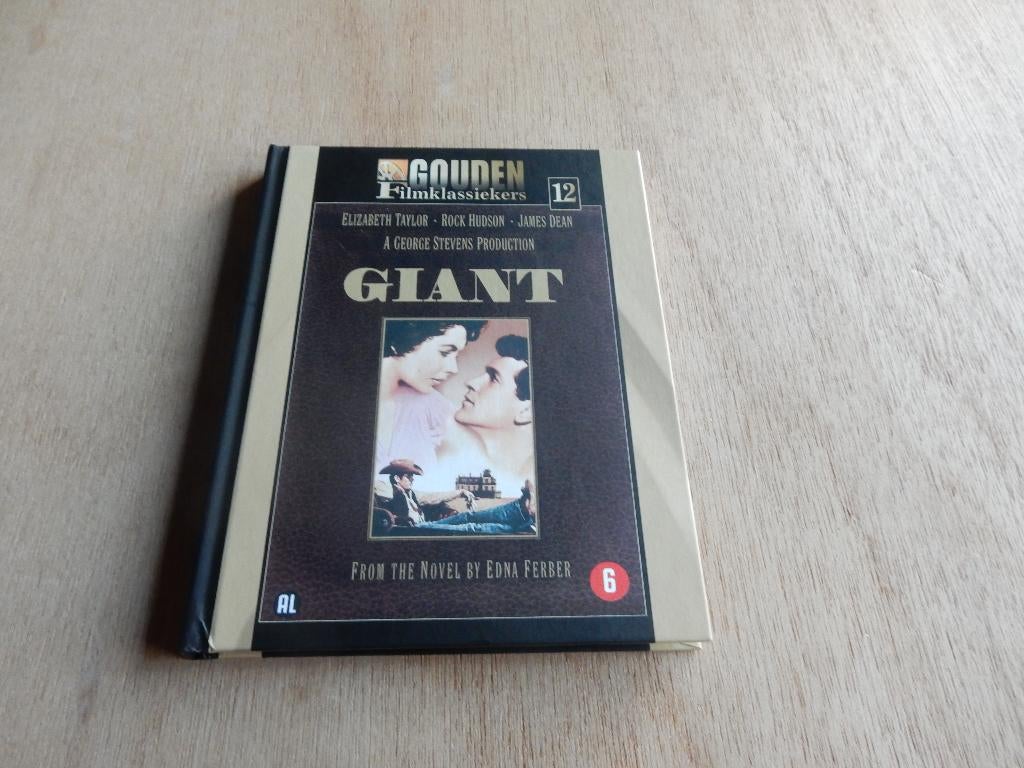 GOUDEN
Filmklassiekers
12
ELIZABETH TAYLOR · ROCK HUDSON · JAMES DEAN
A GEORGE STEVENS PRODUCTION
GIANT
FROM THE NOVEL BY EDNA FERBER
6
AL